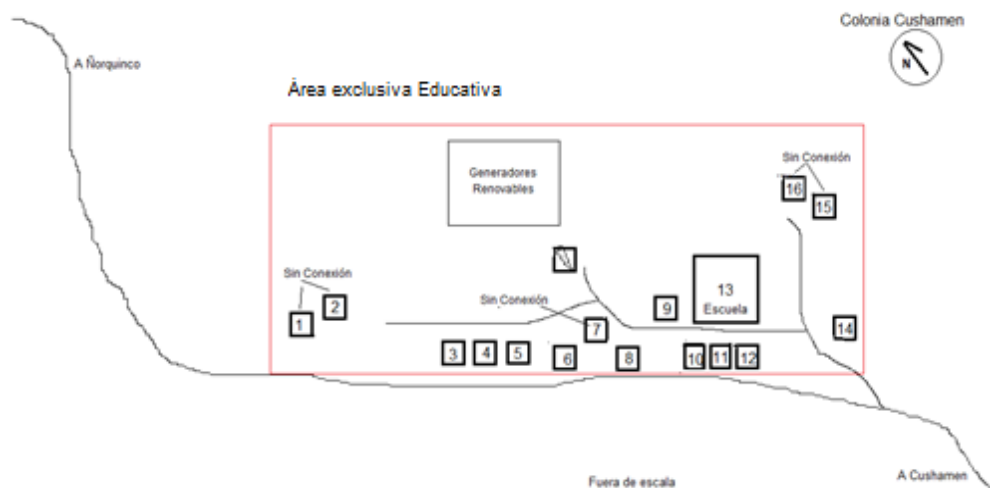 Colonia Cushamen
N
A Ñorquinco
Área exclusiva Educativa
Generadores
Renovables
Sin Conexión
16
15
Sin Conexión
2
1
Sin Conexión
7
9
13
Escuela
14
3
4
5
6
8
10
11
12
A Cushamen
Fuera de escala